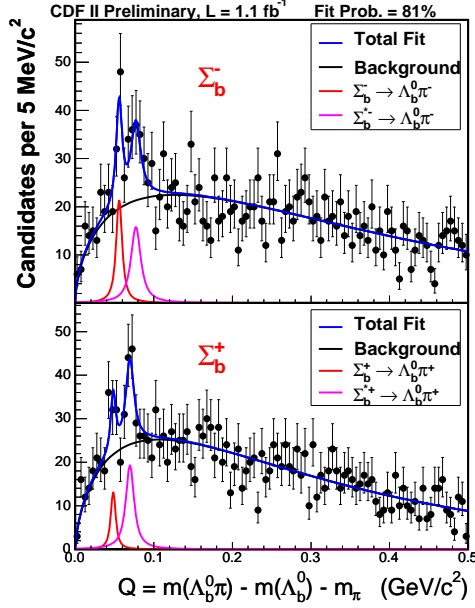 CDF II Preliminary, L = 1.1 fb⁻¹ Fit Prob. = 81%
Candidates per 5 MeV/c²
50
40
30
20
10
Σb⁻
Total Fit
Background
Σb⁻ → Λb⁰π⁻
Σb*⁻ → Λb⁰π⁻
50
40
30
20
10
0
Σb⁺
Total Fit
Background
Σb⁺ → Λb⁰π⁺
Σb*⁺ → Λb⁰π⁺
0 0.1 0.2 0.3 0.4 0.5
Q = m(Λb⁰π) - m(Λb⁰) - mπ (GeV/c²)